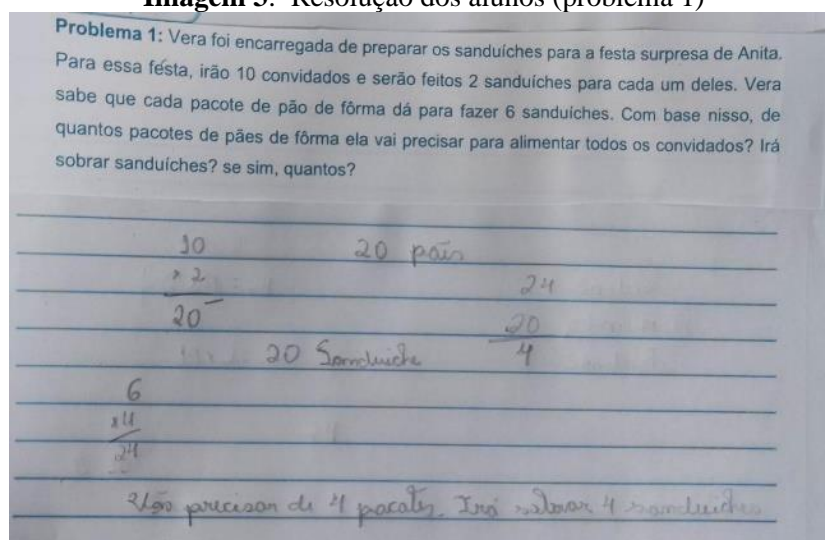 Imagem 3: Resolução dos alunos (problema 1)
Problema 1: Vera foi encarregada de preparar os sanduíches para a festa surpresa de Anita.
Para essa festa, irão 10 convidados e serão feitos 2 sanduíches para cada um deles. Vera
sabe que cada pacote de pão de fôrma dá para fazer 6 sanduíches. Com base nisso, de
quantos pacotes de pães de fôrma ela vai precisar para alimentar todos os convidados? Irá
sobrar sanduíches? se sim, quantos?
10 20 pais
x 2 24
20 20
20 Sanduiche 4
6
x4
24
Vão precisar de 4 pacotes. Irá sobrar 4 sanduiches